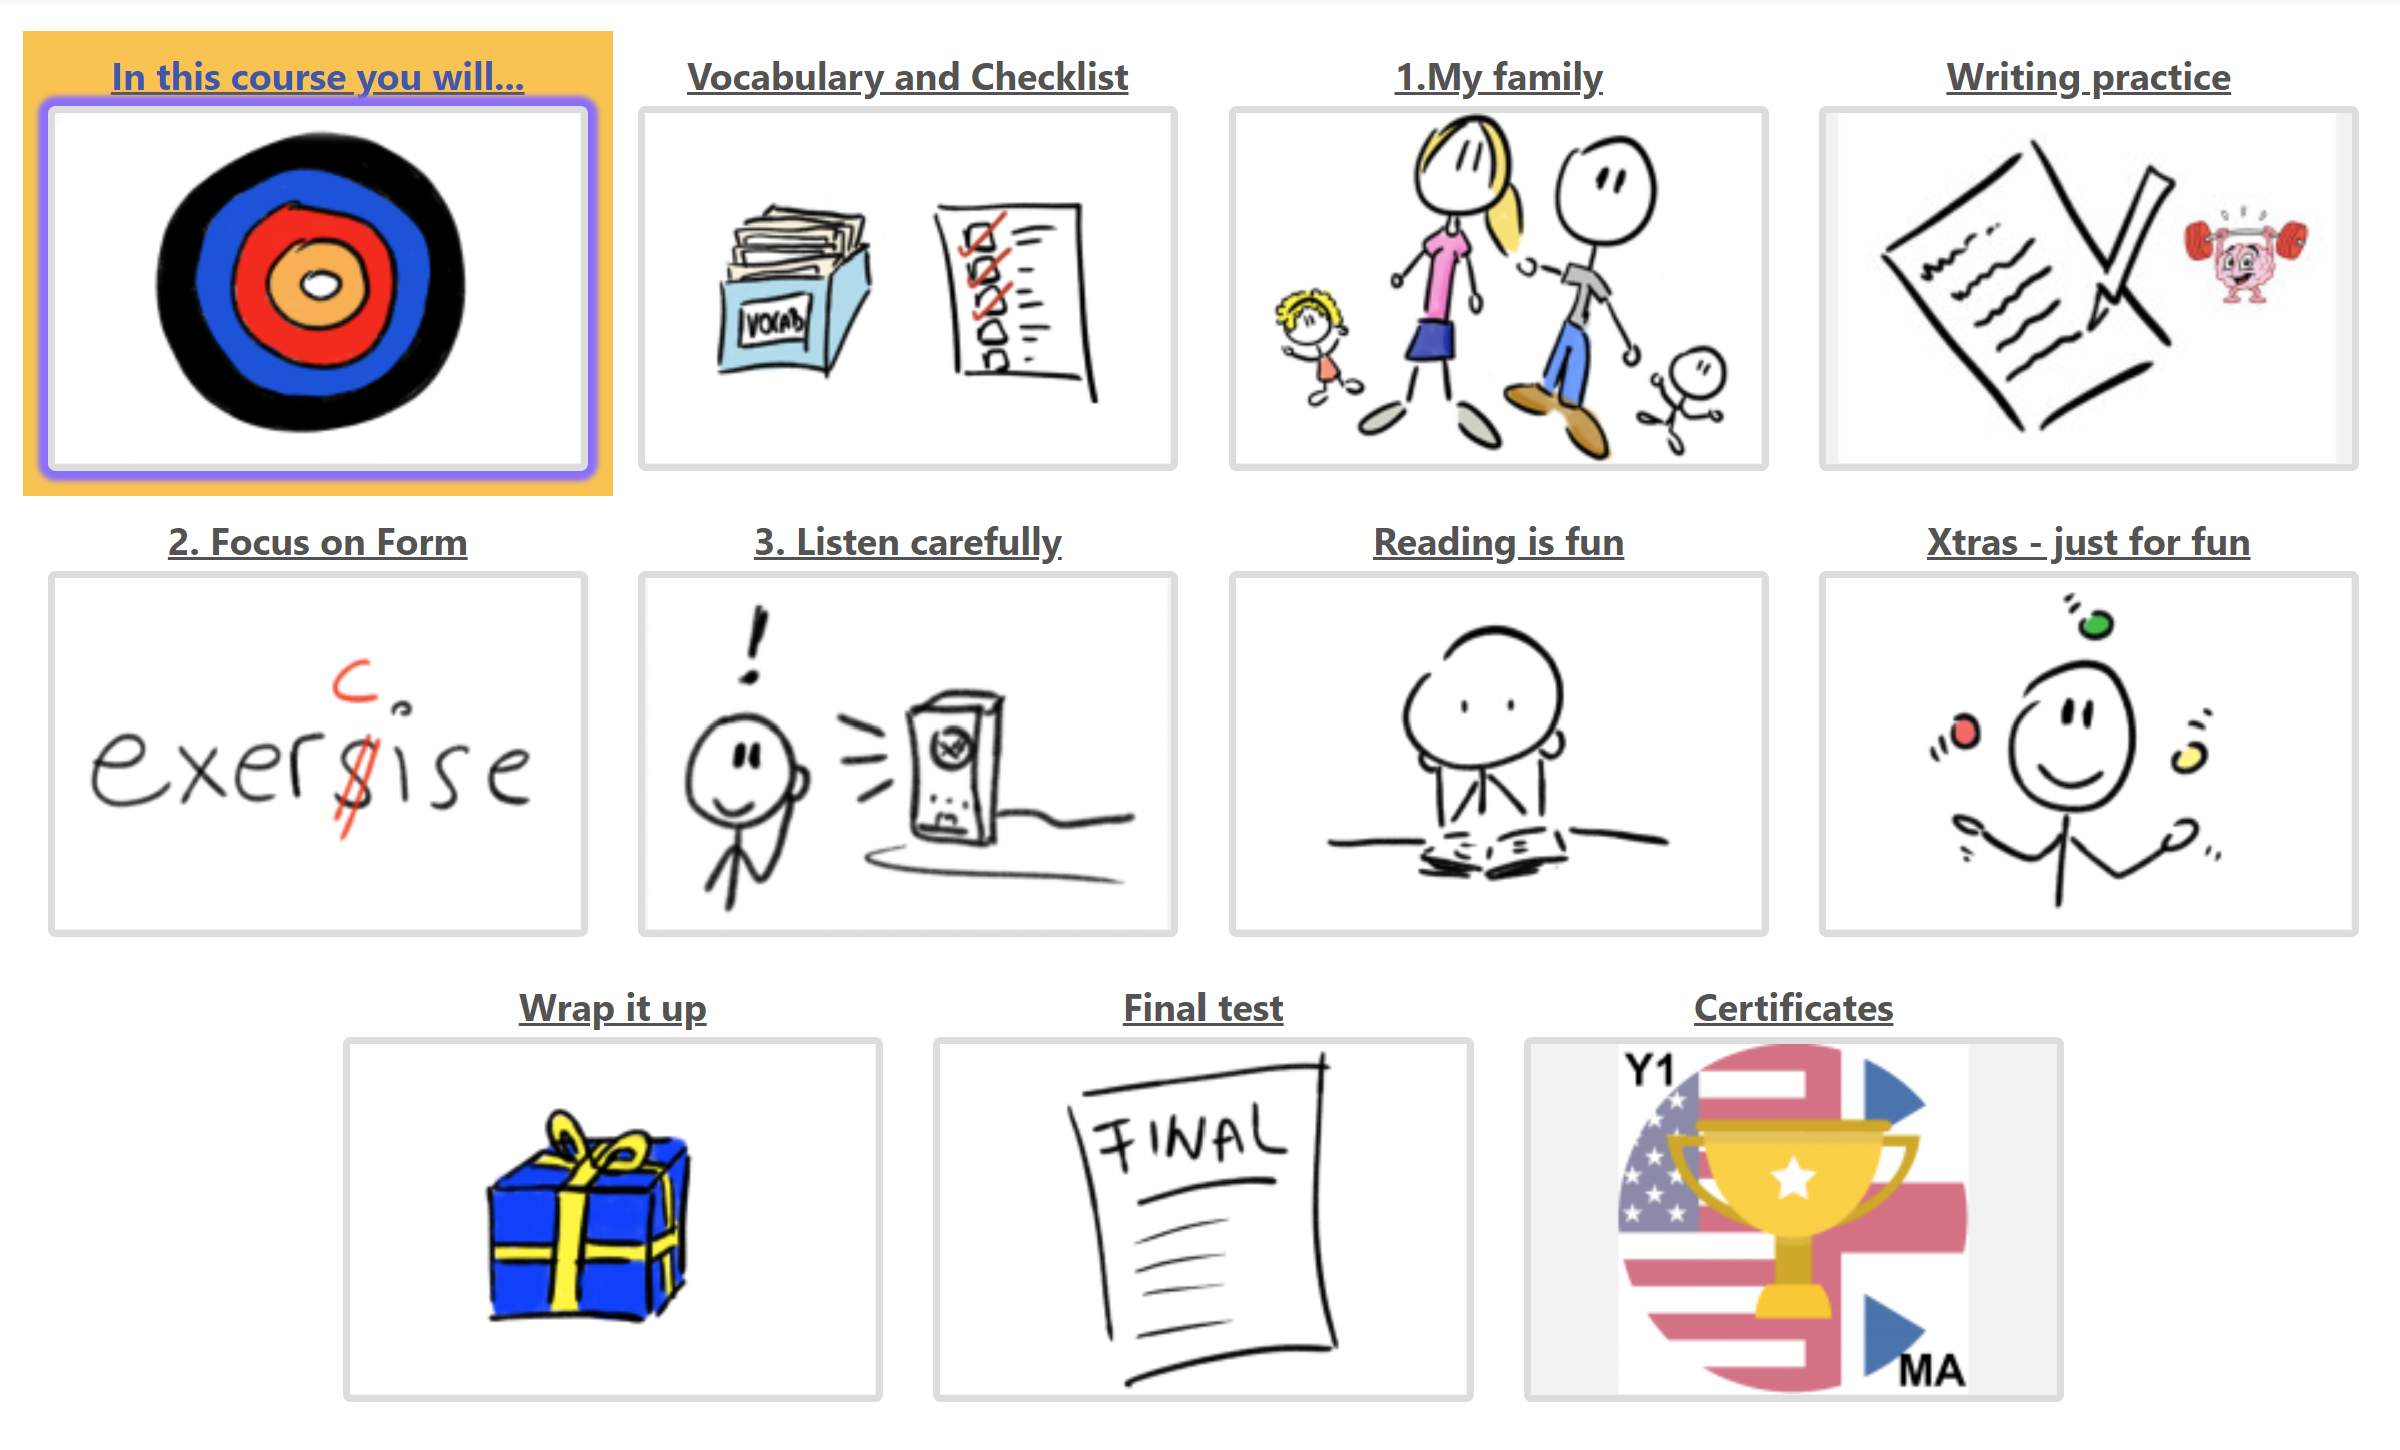 In this course you will...
Vocabulary and Checklist
1.My family
Writing practice
VOCAB
2. Focus on Form
3. Listen carefully
Reading is fun
Xtras - just for fun
c
exersise
Wrap it up
Final test
Certificates
FINAL
Y1
MA